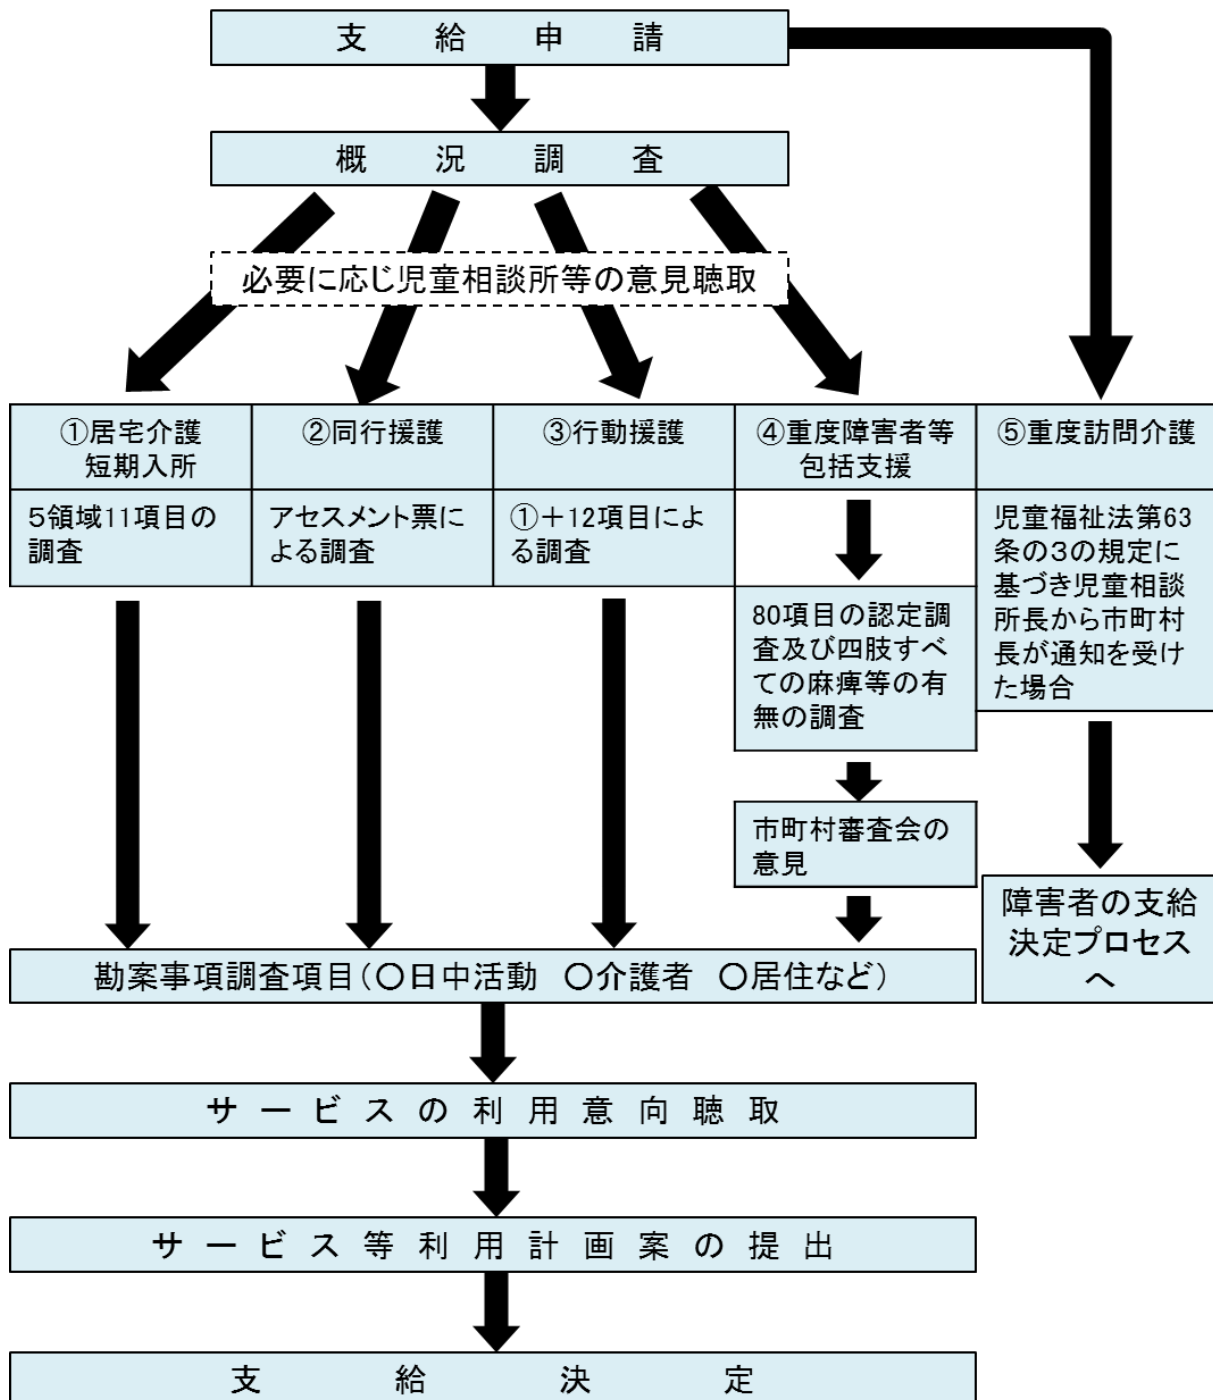 支給申請
概況調査
必要に応じ児童相談所等の意見聴取
①居宅介護
短期入所
5領域11項目の
調査
②同行援護
アセスメント票に
よる調査
③行動援護
①＋12項目によ
る調査
④重度障害者等
包括支援
80項目の認定調
査及び四肢すべ
ての麻痺等の有
無の調査
市町村審査会の
意見
⑤重度訪問介護
児童福祉法第63
条の3の規定に
基づき児童相談
所長から市町村
長が通知を受け
た場合
障害者の支給
決定プロセス
へ
勘案事項調査項目（○日中活動　○介護者　○居住など）
サービスの利用意向聴取
サービス等利用計画案の提出
支給決定